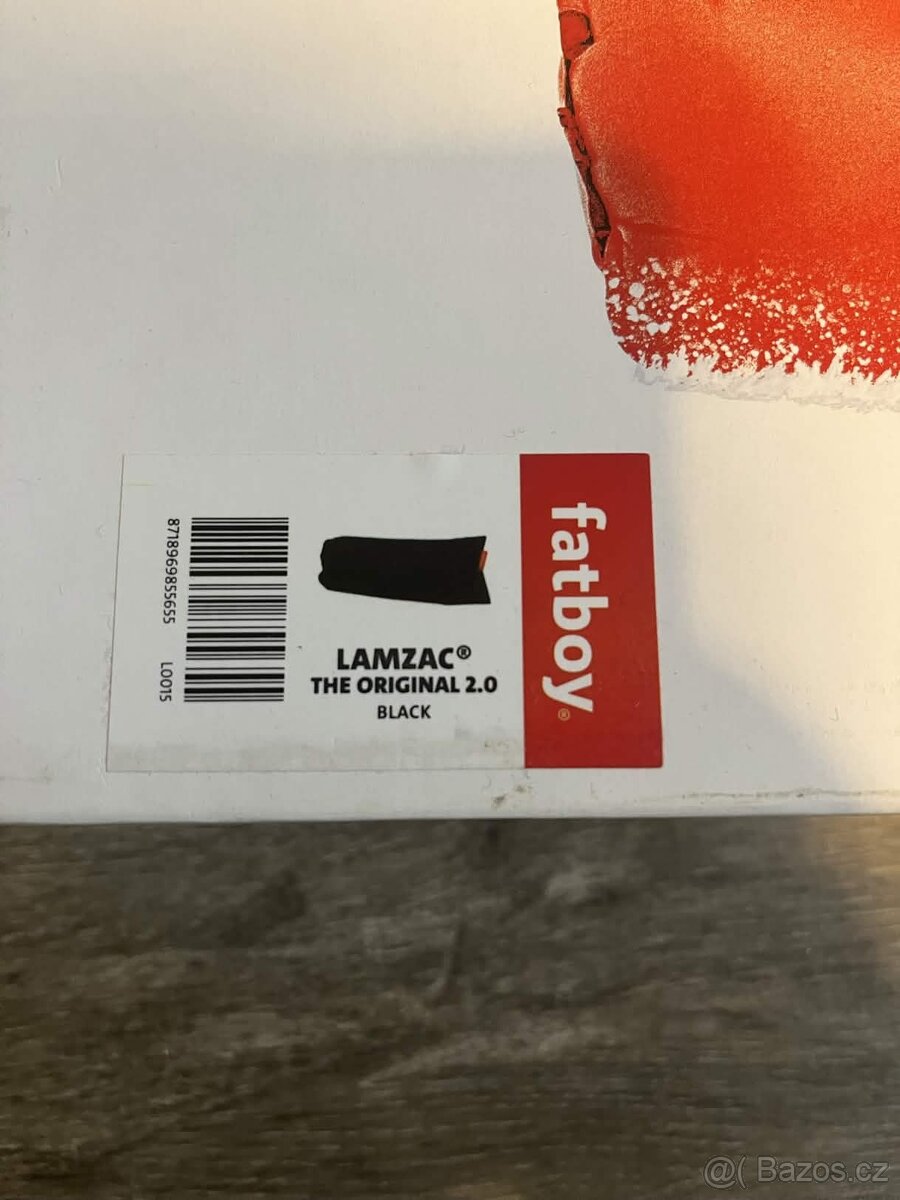 8718969855655 L0015
LAMZAC®
THE ORIGINAL 2.0
BLACK
fatboy®
@( Bazos.cz